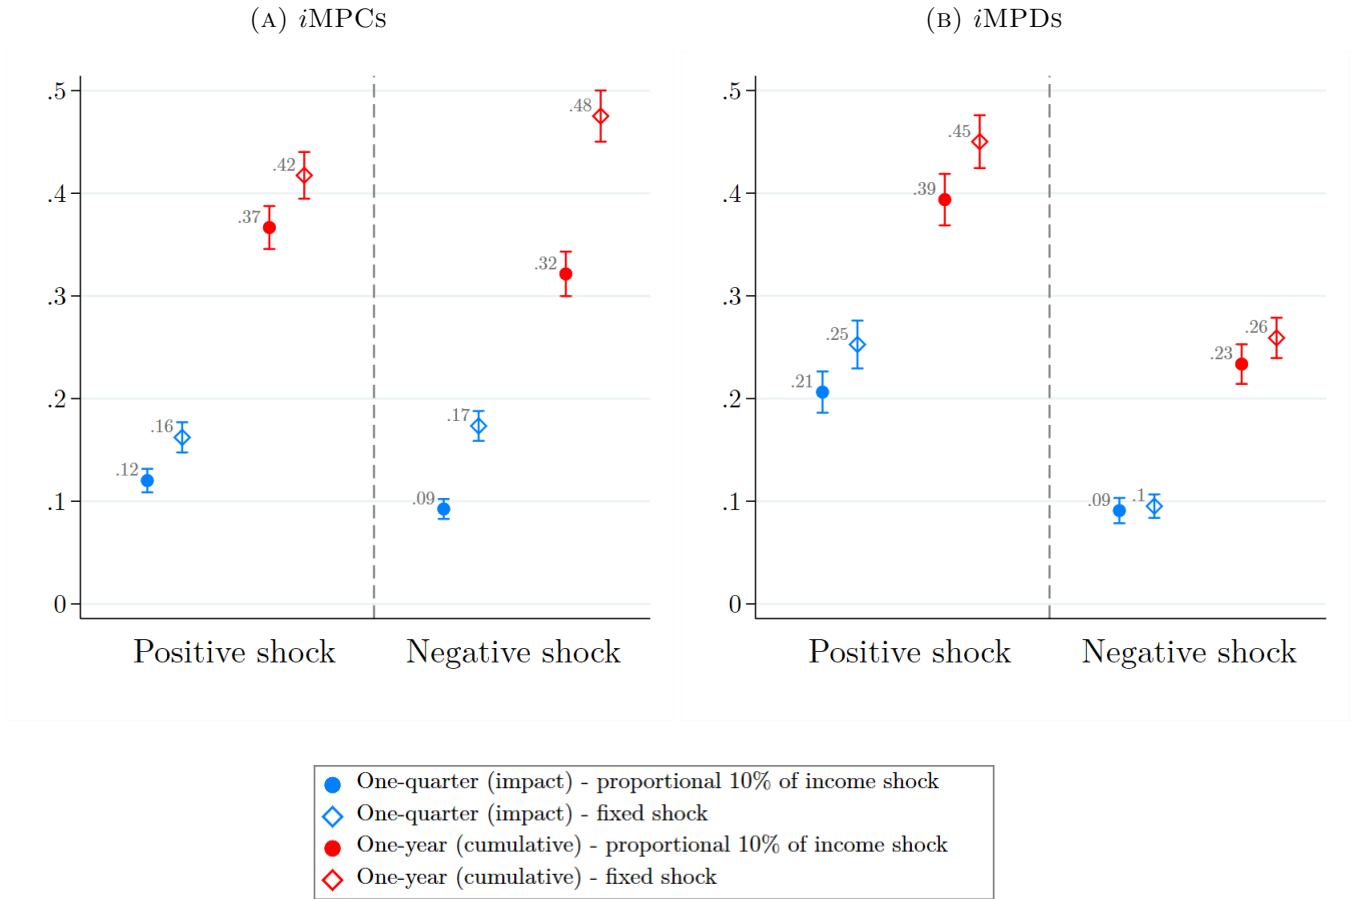 (A) iMPCs
.5
.4
.3
.2
.1
0
.12
.16
.37
.42
.09
.17
.32
.48
Positive shock
Negative shock
(B) iMPDs
.5
.4
.3
.2
.1
0
.21
.25
.39
.45
.09
.1
.23
.26
Positive shock
Negative shock
One-quarter (impact) - proportional 10% of income shock
One-quarter (impact) - fixed shock
One-year (cumulative) - proportional 10% of income shock
One-year (cumulative) - fixed shock